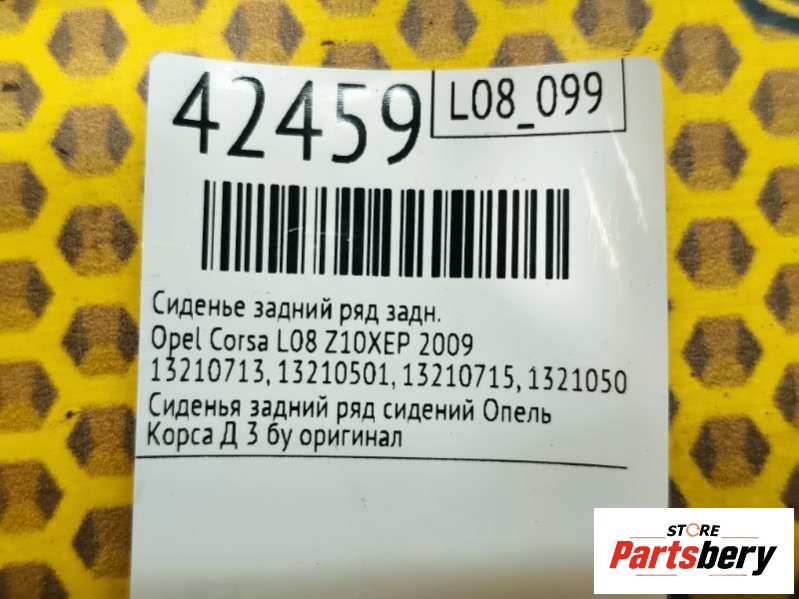 42459
L08_099
Сиденье задний ряд задн.
Opel Corsa L08 Z10XEP 2009
13210713, 13210501, 13210715, 1321050
Сиденья задний ряд сидений Опель
Корса Д 3 бу оригинал
STORE
Partsbery